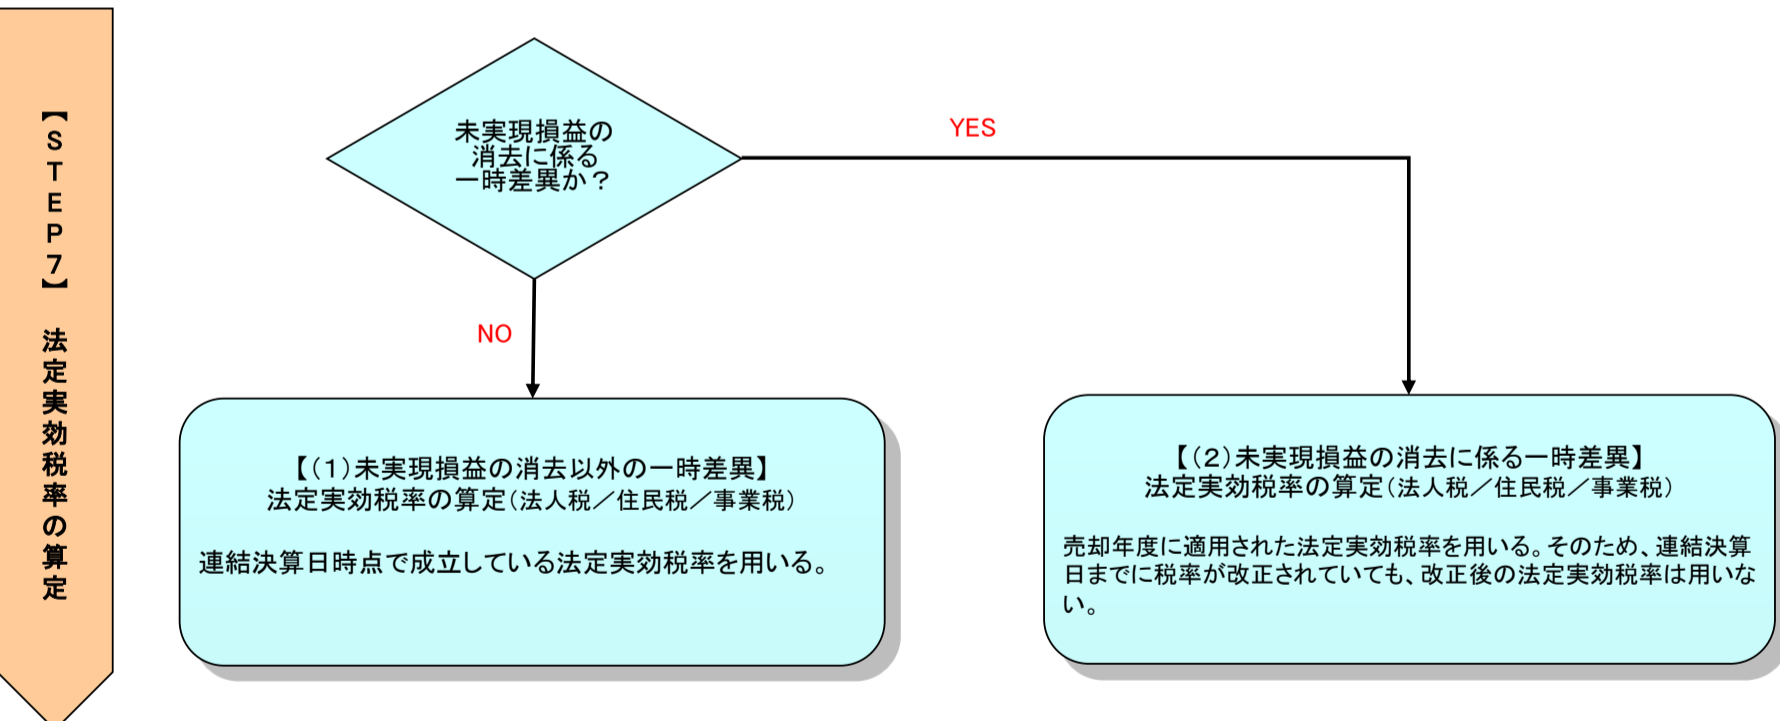 【STEP7】 法定実効税率の算定
未実現損益の
消去に係る
一時差異か？
YES
NO
【（１）未実現損益の消去以外の一時差異】
法定実効税率の算定（法人税／住民税／事業税）
連結決算日時点で成立している法定実効税率を用いる。
【（２）未実現損益の消去に係る一時差異】
法定実効税率の算定（法人税／住民税／事業税）
売却年度に適用された法定実効税率を用いる。そのため、連結決算
日までに税率が改正されていても、改正後の法定実効税率は用いな
い。